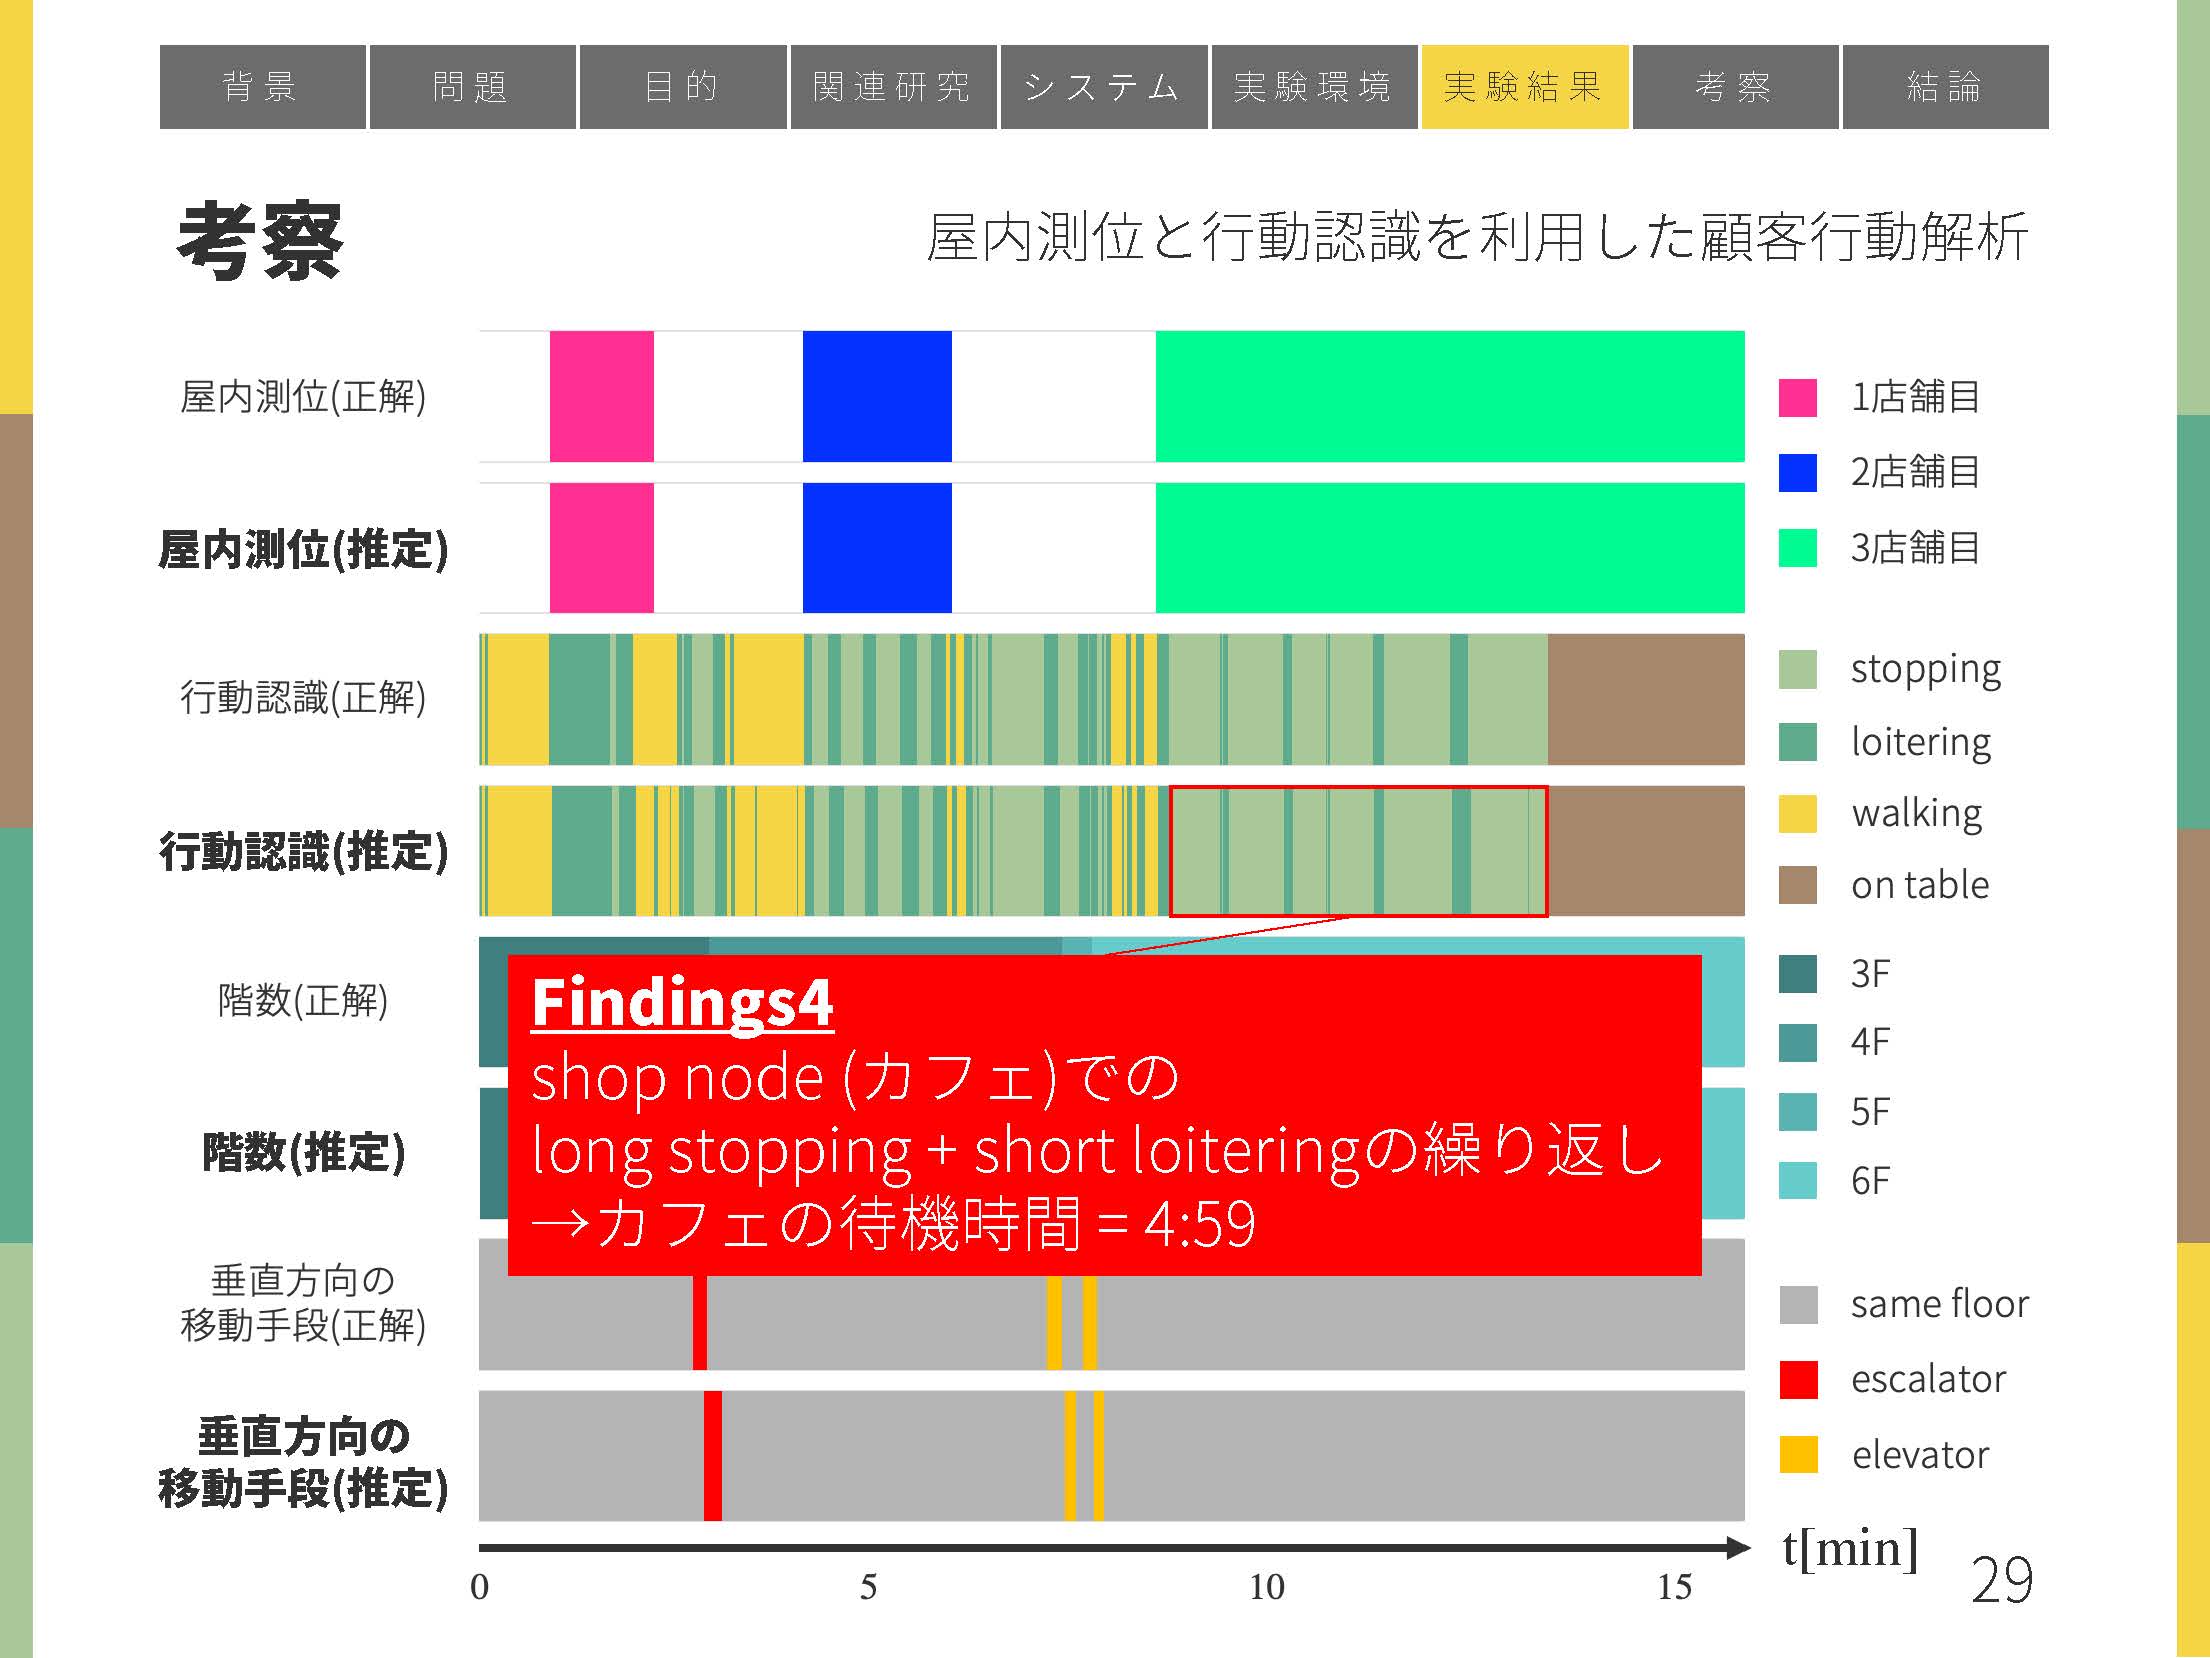 背景 問題 目的 関連研究 システム 実験環境 実験結果 考察 結論
考察
屋内測位と行動認識を利用した顧客行動解析
屋内測位(正解)
屋内測位(推定)
行動認識(正解)
行動認識(推定)
階数(正解)
階数(推定)
垂直方向の
移動手段(正解)
垂直方向の
移動手段(推定)
1店舗目
2店舗目
3店舗目
stopping
loitering
walking
on table
3F
4F
5F
6F
same floor
escalator
elevator
Findings4
shop node (カフェ)での
long stopping + short loiteringの繰り返し
→カフェの待機時間 = 4:59
0 5 10 15
t[min]
29